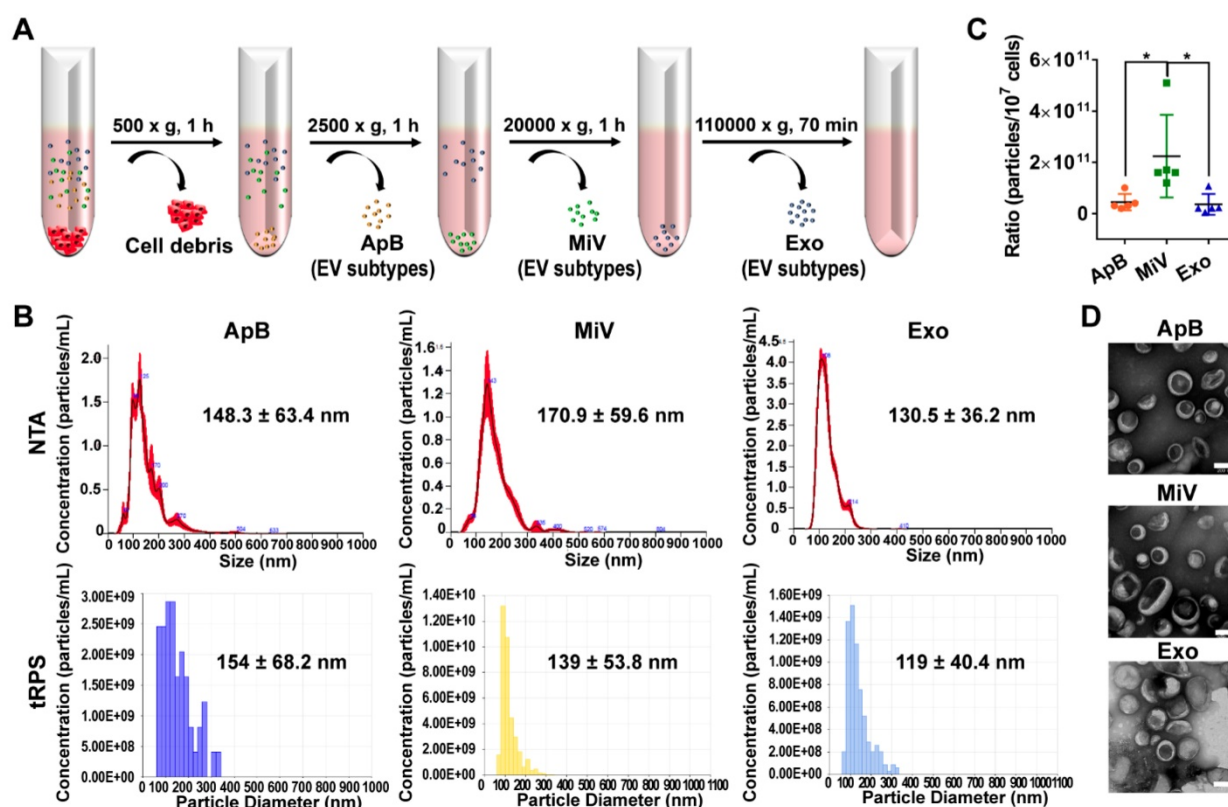 A
500 x g, 1 h
2500 x g, 1 h
20000 x g, 1 h
110000 x g, 70 min
Cell debris
ApB
(EV subtypes)
MiV
(EV subtypes)
Exo
(EV subtypes)
C
Ratio (particles/10⁷ cells)
6×10¹¹
4×10¹¹
2×10¹¹
0
* *
ApB
MiV
Exo
B
ApB
MiV
Exo
NTA
Concentration (particles/mL)
2.0
1.5
1.0
0.5
0
148.3 ± 63.4 nm
0 100 200 300 400 500 600 700 800 900 1000
Size (nm)
Concentration (particles/mL)
1.6
1.4
1.2
1.0
0.8
0.6
0.4
0.2
0
170.9 ± 59.6 nm
0 100 200 300 400 500 600 700 800 900 1000
Size (nm)
Concentration (particles/mL)
4.5
4.0
3.5
3.0
2.5
2.0
1.5
1.0
0.5
0
130.5 ± 36.2 nm
0 100 200 300 400 500 600 700 800 900 1000
Size (nm)
tRPS
Concentration (particles/mL)
3.00E+09
2.50E+09
2.00E+09
1.50E+09
1.00E+09
5.00E+08
0.00E+00
154 ± 68.2 nm
0 100 200 300 400 500 600 700 800 900 1000
Particle Diameter (nm)
Concentration (particles/mL)
1.40E+10
1.20E+10
1.00E+10
8.00E+09
6.00E+09
4.00E+09
2.00E+09
0.00E+00
139 ± 53.8 nm
0 100 200 300 400 500 600 700 800 900 1000 1100
Particle Diameter (nm)
Concentration (particles/mL)
1.60E+09
1.40E+09
1.20E+09
1.00E+09
8.00E+08
6.00E+08
4.00E+08
2.00E+08
0.00E+00
119 ± 40.4 nm
0 100 200 300 400 500 600 700 800 900 1000 1100
Particle Diameter (nm)
D
ApB
MiV
Exo